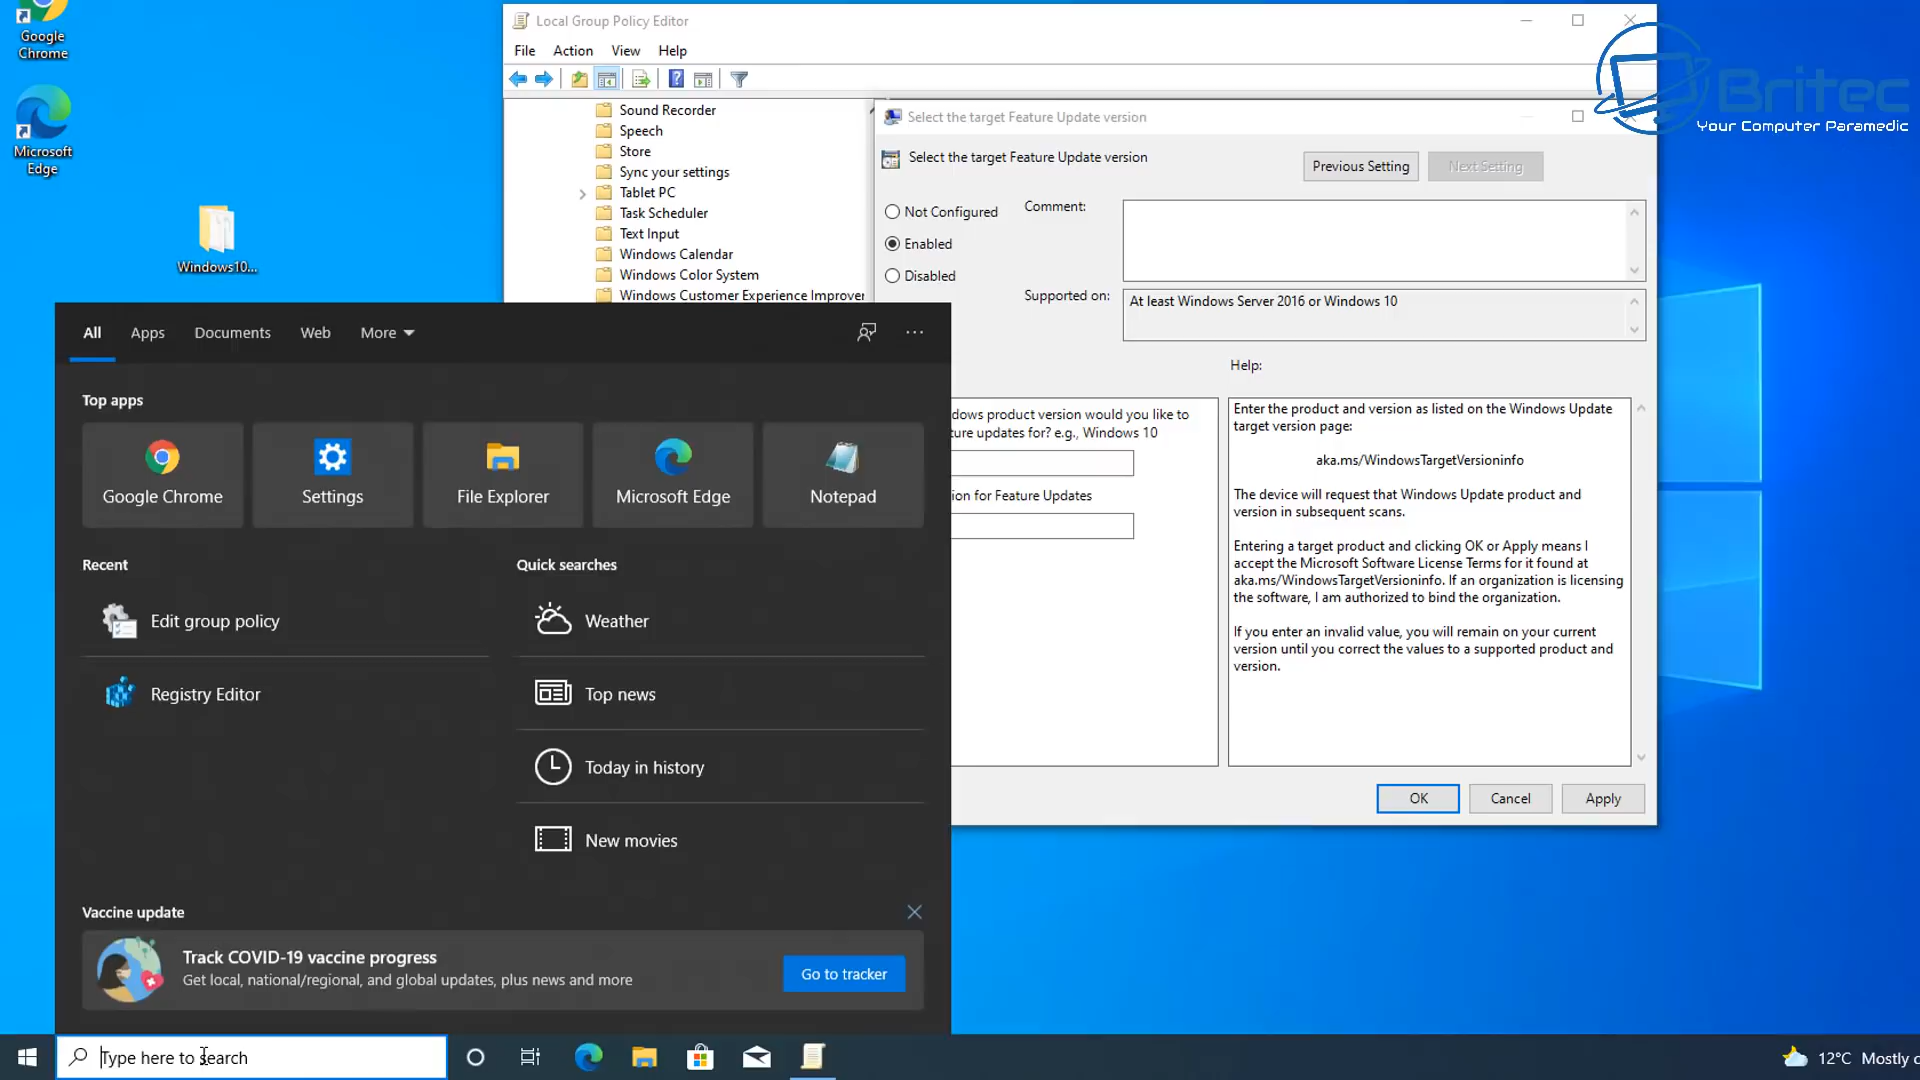 Google
Chrome
Microsoft
Edge
Windows10...
Local Group Policy Editor
File Action View Help
Sound Recorder
Speech
Store
Sync your settings
Tablet PC
Task Scheduler
Text Input
Windows Calendar
Windows Color System
Windows Customer Experience Improver
Select the target Feature Update version
Select the target Feature Update version
Previous Setting
Next Setting
Not Configured
Enabled
Disabled
Comment:
Supported on:
At least Windows Server 2016 or Windows 10
Help:
dows product version would you like to
ture updates for? e.g., Windows 10
ion for Feature Updates
Enter the product and version as listed on the Windows Update
target version page:
aka.ms/WindowsTargetVersioninfo
The device will request that Windows Update product and
version in subsequent scans.
Entering a target product and clicking OK or Apply means I
accept the Microsoft Software License Terms for it found at
aka.ms/WindowsTargetVersioninfo. If an organization is licensing
the software, I am authorized to bind the organization.
If you enter an invalid value, you will remain on your current
version until you correct the values to a supported product and
version.
OK
Cancel
Apply
Britec
Your Computer Paramedic
All Apps Documents Web More
Top apps
Google Chrome
Settings
File Explorer
Microsoft Edge
Notepad
Recent
Edit group policy
Registry Editor
Quick searches
Weather
Top news
Today in history
New movies
Vaccine update
Track COVID-19 vaccine progress
Get local, national/regional, and global updates, plus news and more
Go to tracker
Type here to search
12°C Mostly c